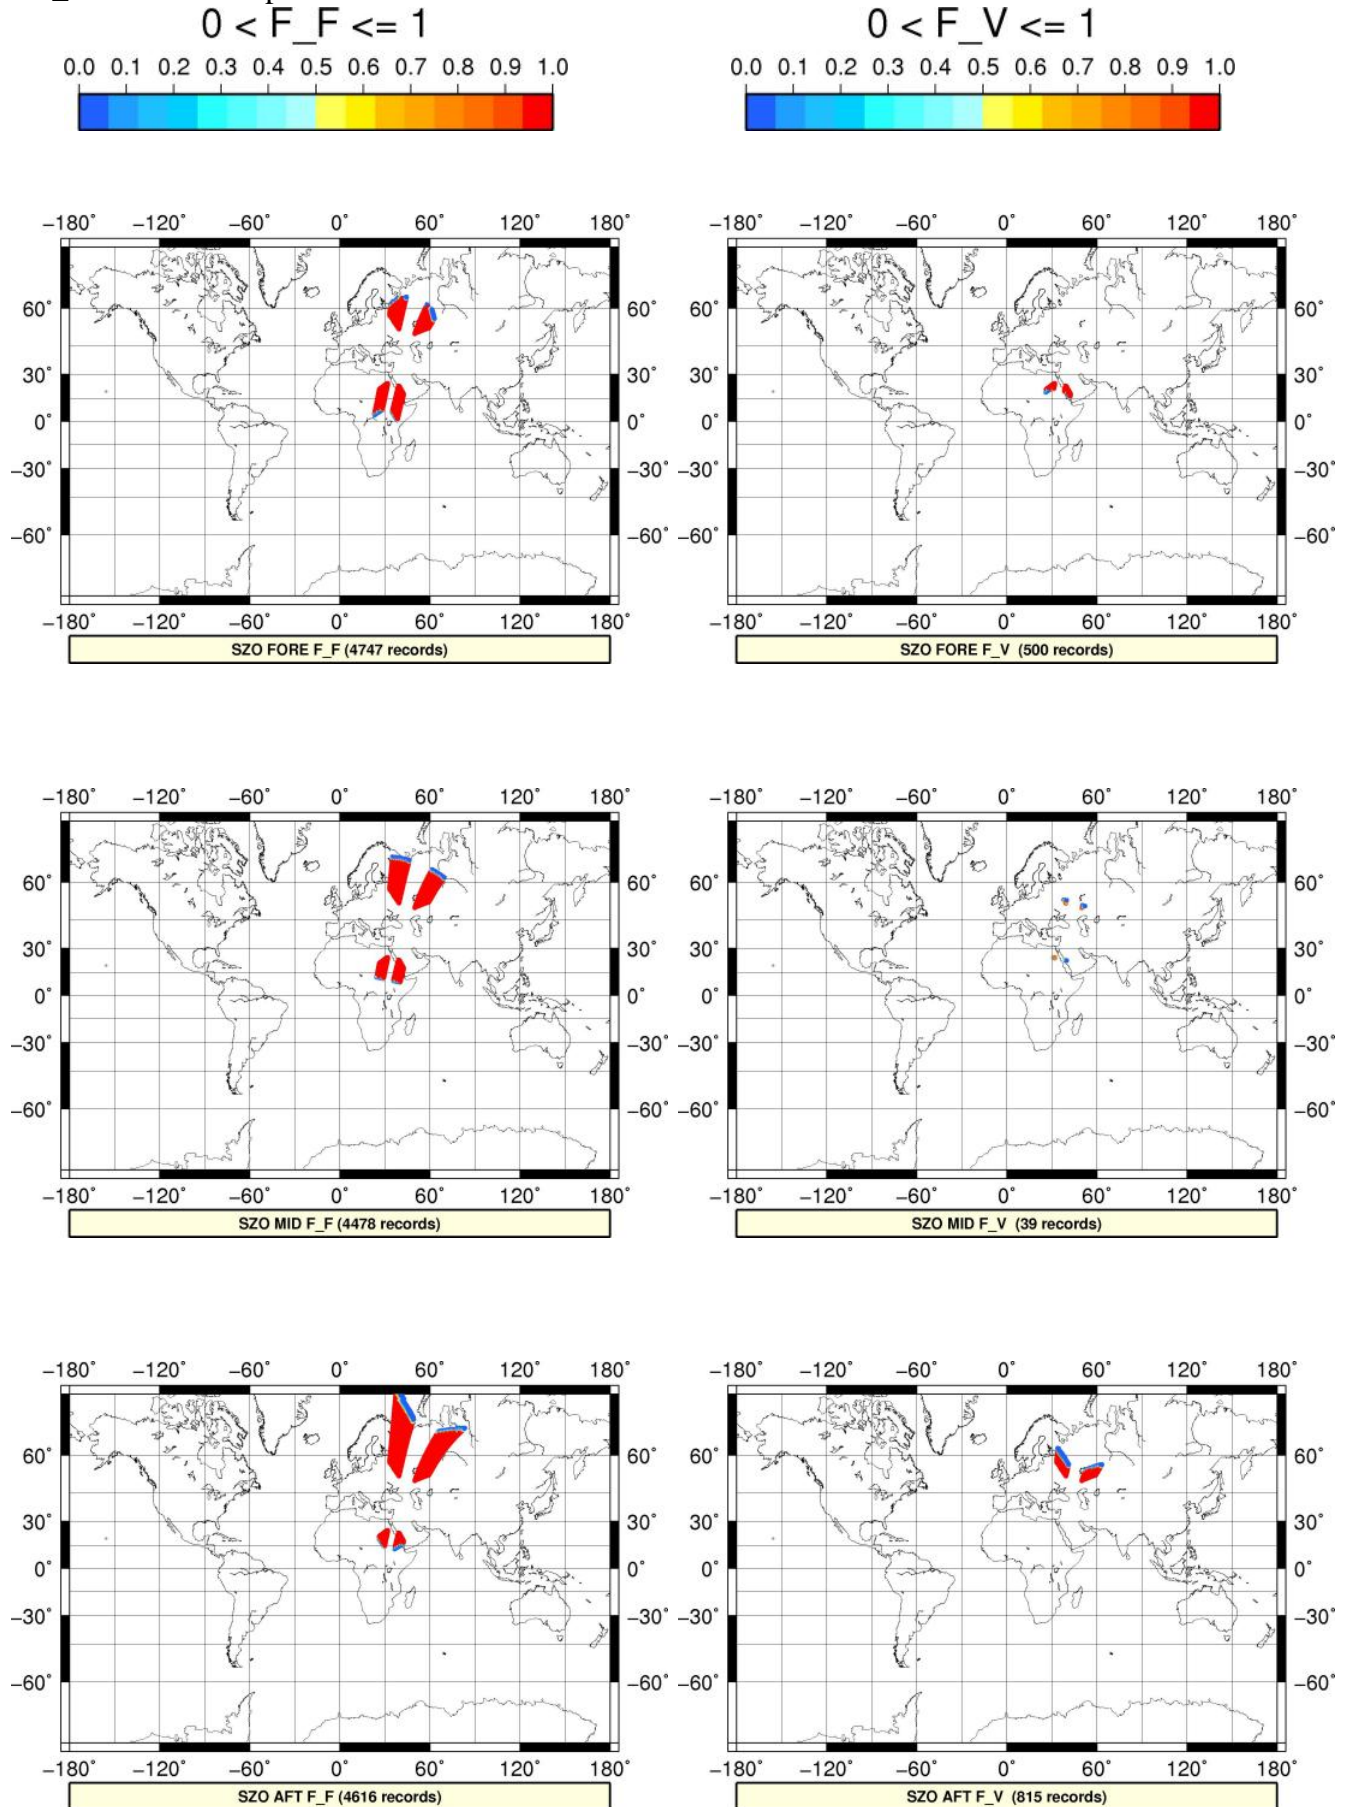 0 < F_F <= 1
0 < F_V <= 1
0.0 0.1 0.2 0.3 0.4 0.5 0.6 0.7 0.8 0.9 1.0
0.0 0.1 0.2 0.3 0.4 0.5 0.6 0.7 0.8 0.9 1.0
−180° −120° −60° 0° 60° 120° 180°
−180° −120° −60° 0° 60° 120° 180°
60° 60° 60° 60°
30° 30° 30° 30°
0° 0° 0° 0°
−30° −30° −30° −30°
−60° −60° −60° −60°
−180° −120° −60° 0° 60° 120° 180°
−180° −120° −60° 0° 60° 120° 180°
SZO FORE F_F (4747 records)
SZO FORE F_V (500 records)
−180° −120° −60° 0° 60° 120° 180°
−180° −120° −60° 0° 60° 120° 180°
60° 60° 60° 60°
30° 30° 30° 30°
0° 0° 0° 0°
−30° −30° −30° −30°
−60° −60° −60° −60°
−180° −120° −60° 0° 60° 120° 180°
−180° −120° −60° 0° 60° 120° 180°
SZO MID F_F (4478 records)
SZO MID F_V (39 records)
−180° −120° −60° 0° 60° 120° 180°
−180° −120° −60° 0° 60° 120° 180°
60° 60° 60° 60°
30° 30° 30° 30°
0° 0° 0° 0°
−30° −30° −30° −30°
−60° −60° −60° −60°
−180° −120° −60° 0° 60° 120° 180°
−180° −120° −60° 0° 60° 120° 180°
SZO AFT F_F (4616 records)
SZO AFT F_V (815 records)